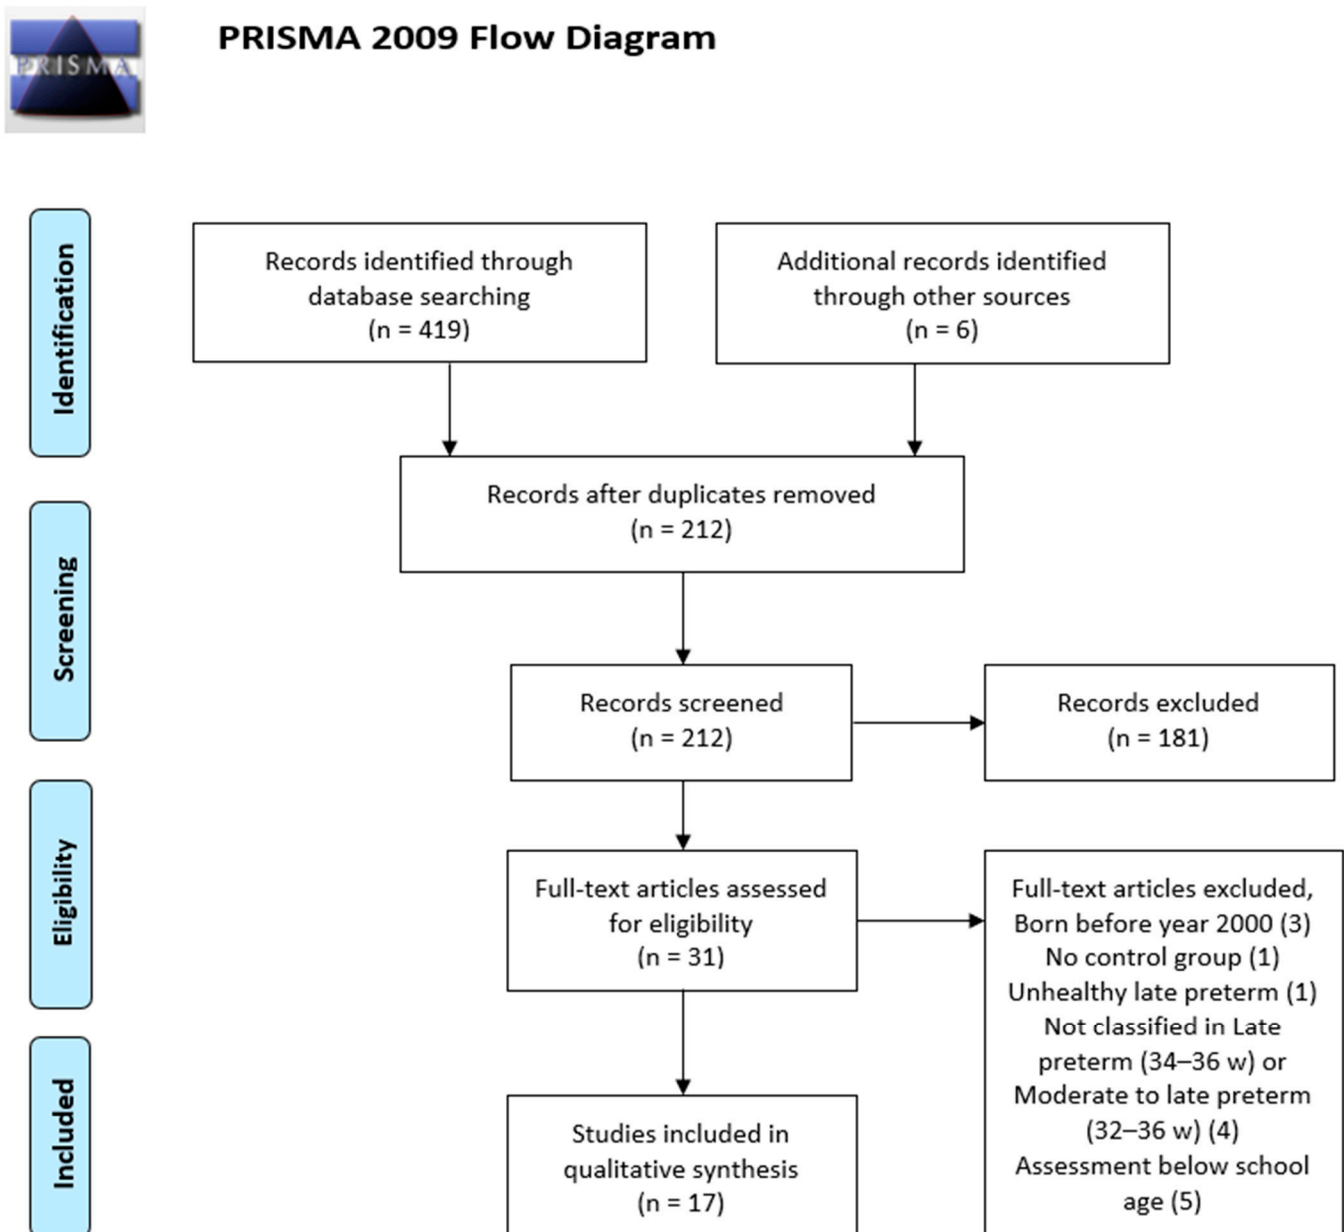 PRISMA
PRISMA 2009 Flow Diagram
Identification
Records identified through
database searching
(n = 419)
Additional records identified
through other sources
(n = 6)
Records after duplicates removed
(n = 212)
Screening
Records screened
(n = 212)
Records excluded
(n = 181)
Eligibility
Full-text articles assessed
for eligibility
(n = 31)
Full-text articles excluded,
Born before year 2000 (3)
No control group (1)
Unhealthy late preterm (1)
Not classified in Late
preterm (34–36 w) or
Moderate to late preterm
(32–36 w) (4)
Assessment below school
age (5)
Included
Studies included in
qualitative synthesis
(n = 17)